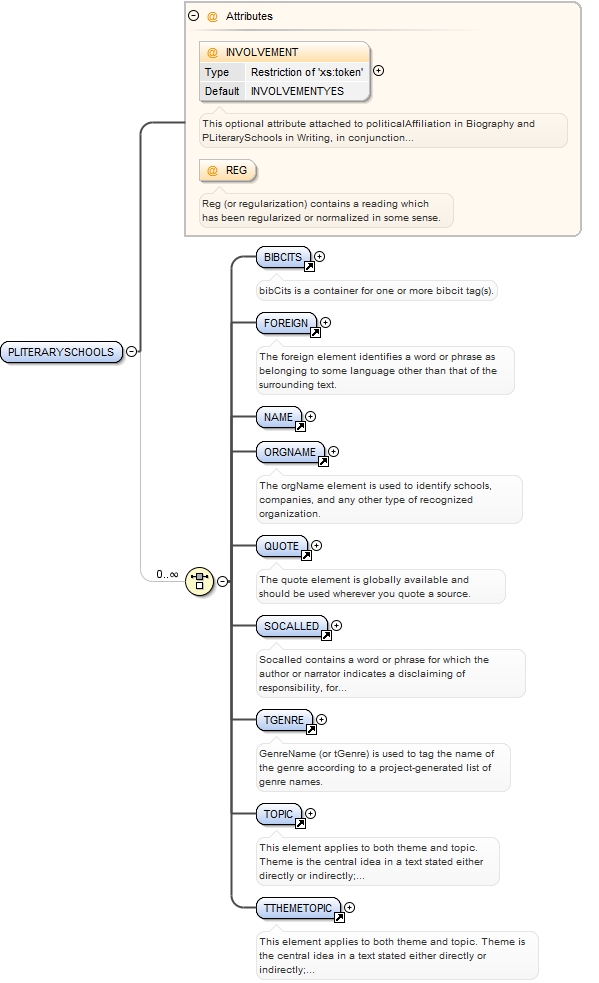 @ Attributes
@ INVOLVEMENT
Type Restriction of 'xs:token'
Default INVOLVEMENTYES
This optional attribute attached to politicalAffiliation in Biography and
PLiterarySchools in Writing, in conjunction...
@ REG
Reg (or regularization) contains a reading which
has been regularized or normalized in some sense.
BIBCITS
bibCits is a container for one or more bibcit tag(s).
FOREIGN
The foreign element identifies a word or phrase as
belonging to some language other than that of the
surrounding text.
PLITERARYSCHOOLS
NAME
ORGNAME
The orgName element is used to identify schools,
companies, and any other type of recognized
organization.
QUOTE
0..∞
The quote element is globally available and
should be used wherever you quote a source.
SOCALLED
Socalled contains a word or phrase for which the
author or narrator indicates a disclaiming of
responsibility, for...
TGENRE
GenreName (or tGenre) is used to tag the name of
the genre according to a project-generated list of
genre names.
TOPIC
This element applies to both theme and topic.
Theme is the central idea in a text stated either
directly or indirectly;...
TTHEMETOPIC
This element applies to both theme and topic. Theme is
the central idea in a text stated either directly or
indirectly;...